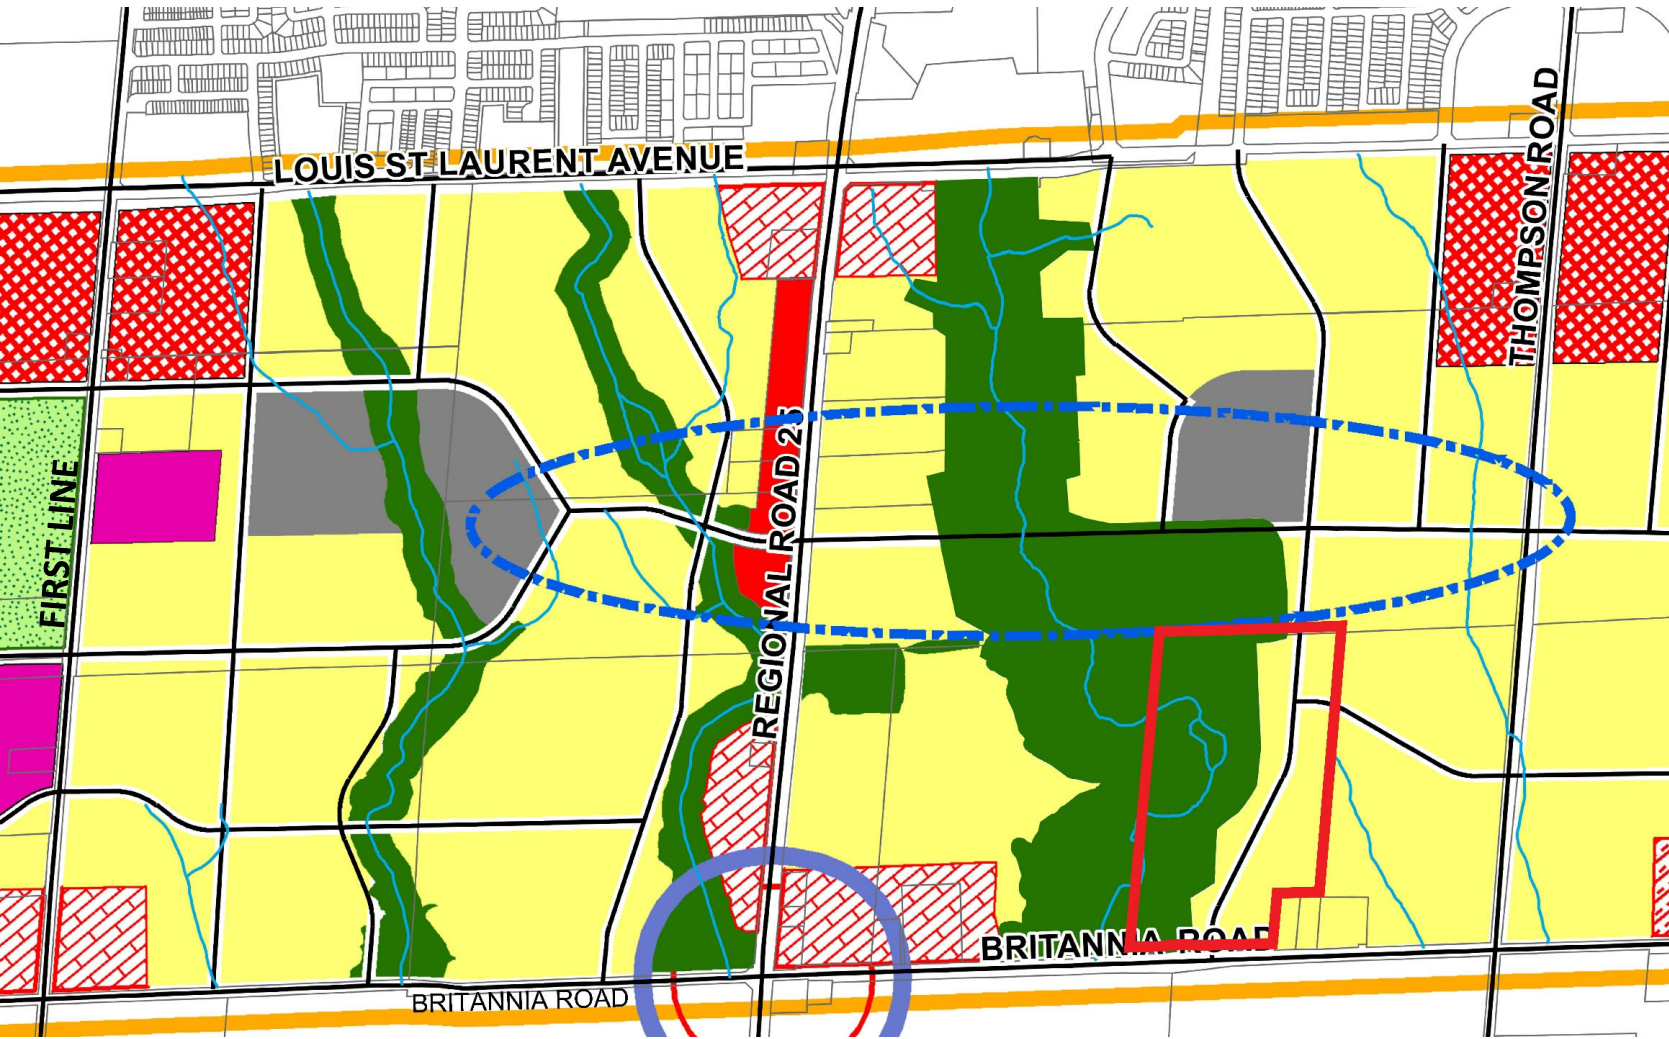 LOUIS ST LAURENT AVENUE
THOMPSON ROAD
FIRST LINE
REGIONAL ROAD 25
BRITANNIA ROAD
BRITANNIA ROAD